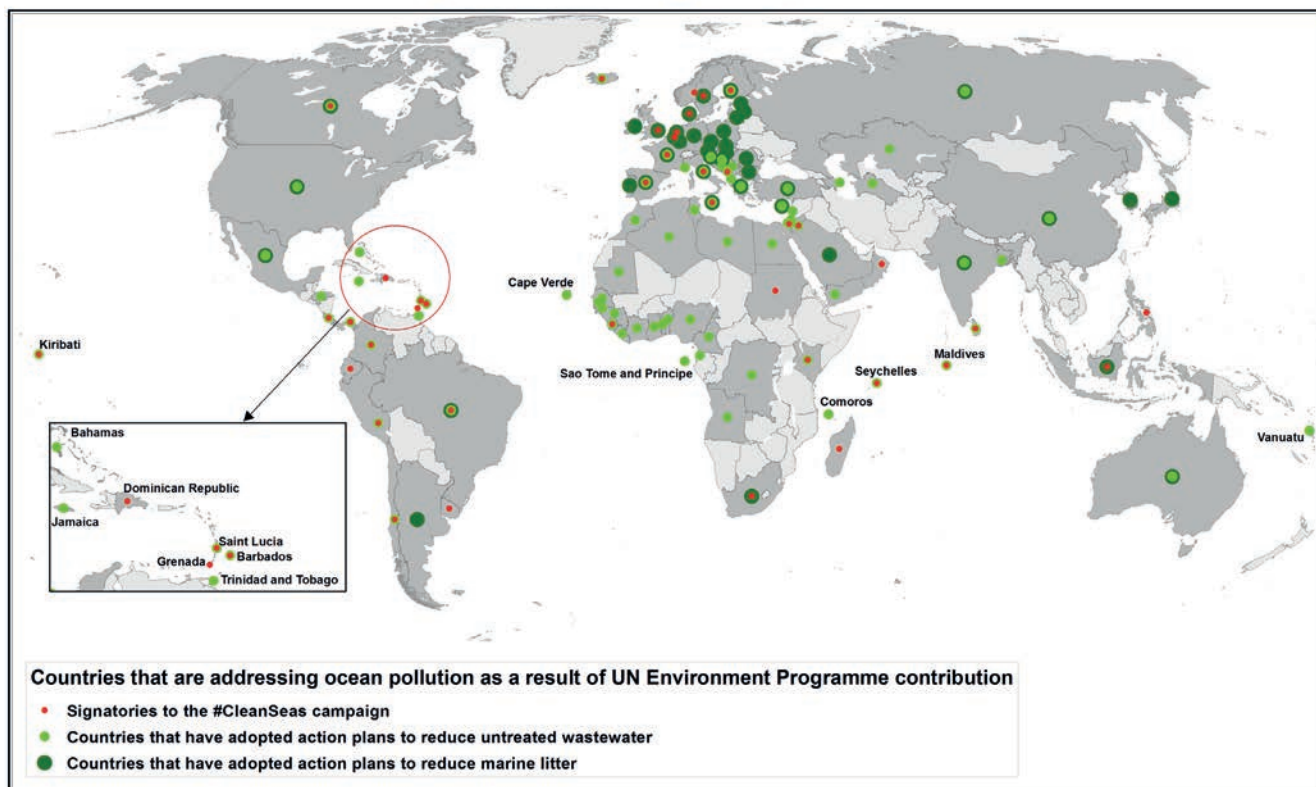 Cape Verde
Kiribati
Sao Tome and Principe
Maldives
Seychelles
Comoros
Vanuatu
Bahamas
Dominican Republic
Jamaica
Saint Lucia
Grenada
Barbados
Trinidad and Tobago
Countries that are addressing ocean pollution as a result of UN Environment Programme contribution
Signatories to the #CleanSeas campaign
Countries that have adopted action plans to reduce untreated wastewater
Countries that have adopted action plans to reduce marine litter